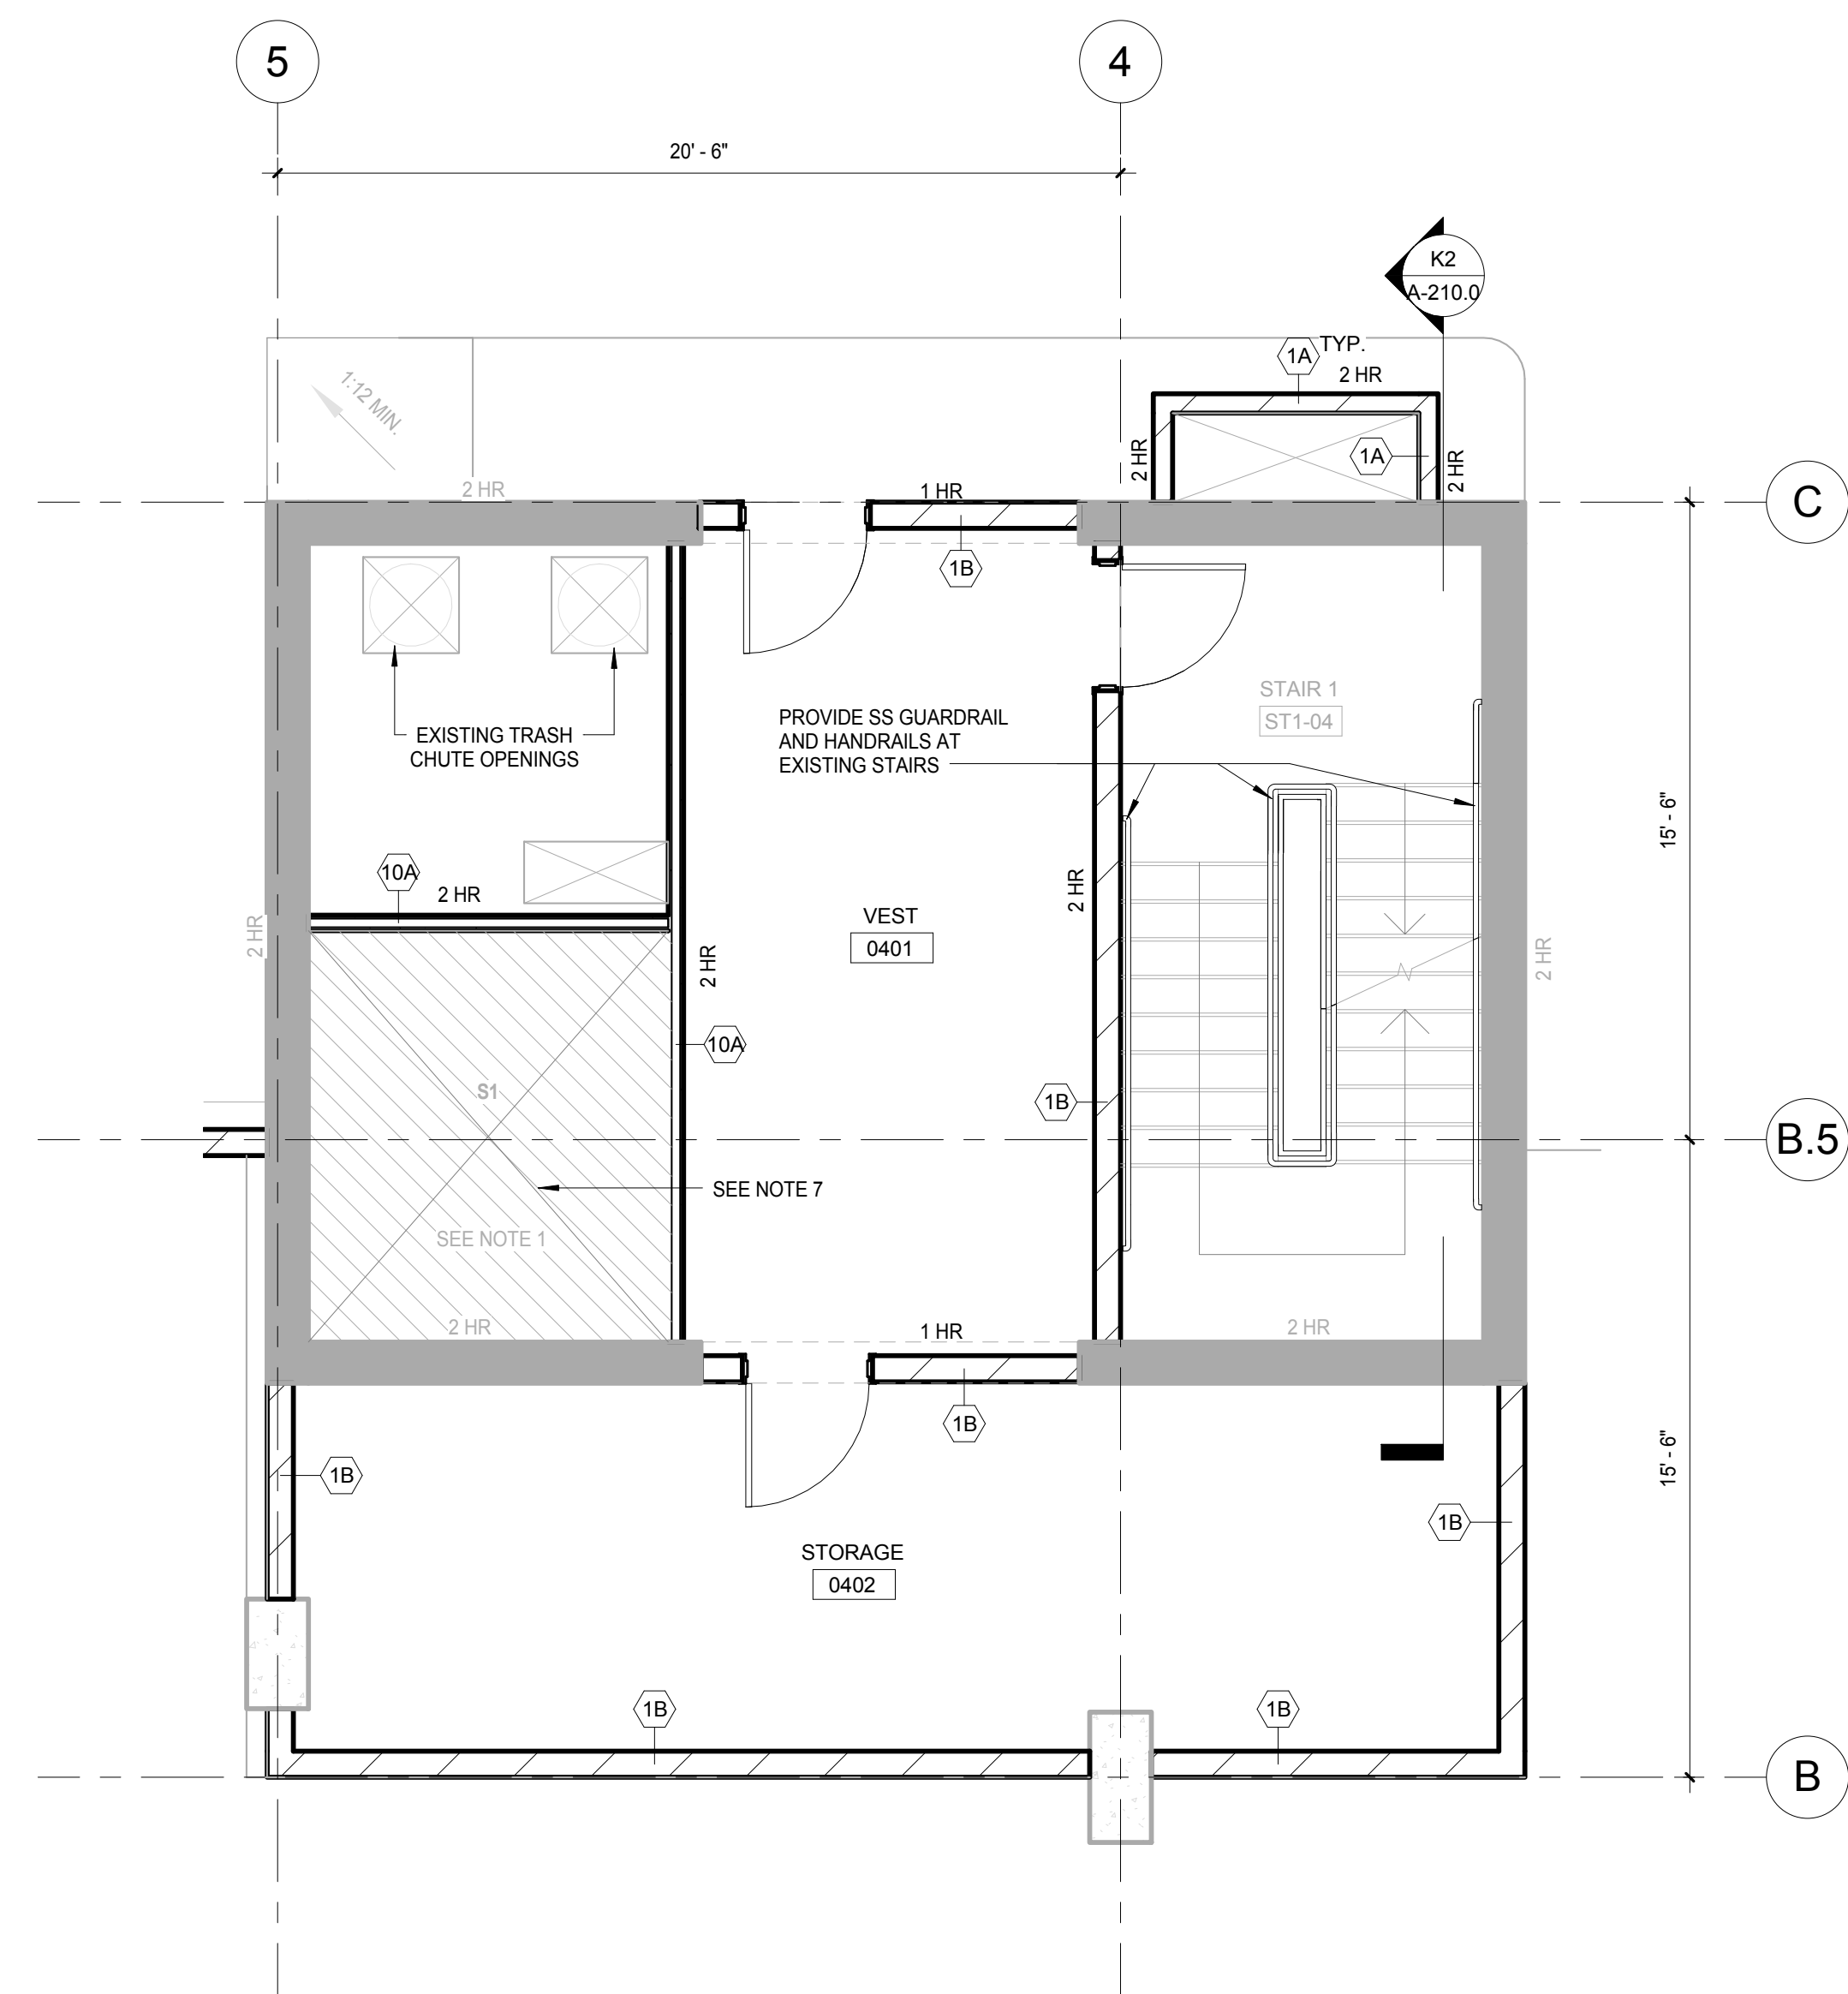 5
4
20' - 6"
K2
A-210.0
1A
TYP.
2 HR
1:12 MIN.
2 HR
1A
2 HR
2 HR
1 HR
C
1B
STAIR 1
ST1-04
PROVIDE SS GUARDRAIL
AND HANDRAILS AT
EXISTING STAIRS
EXISTING TRASH
CHUTE OPENINGS
15' - 6"
10A
2 HR
2 HR
VEST
0401
2 HR
2 HR
2 HR
10A
S1
1B
B.5
SEE NOTE 7
SEE NOTE 1
2 HR
1 HR
2 HR
1B
1B
15' - 6"
1B
STORAGE
0402
1B
1B
B